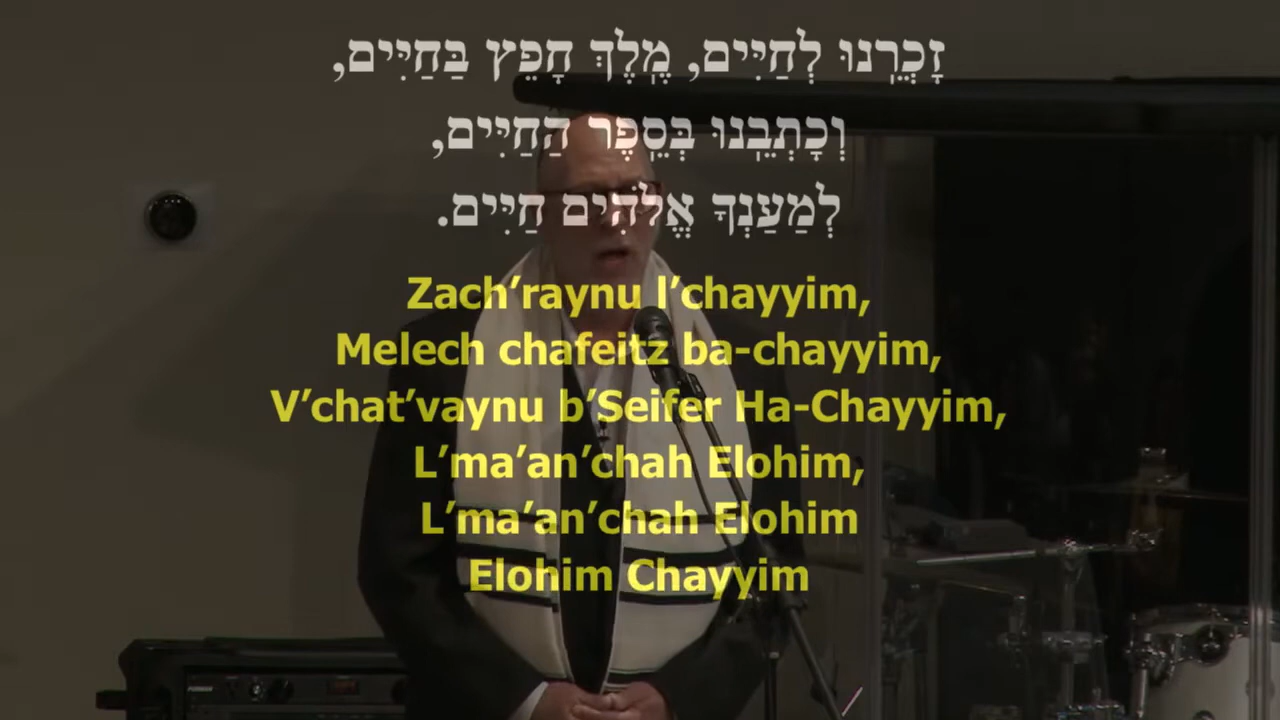 זׇכְרֵֽנוּ לְחַיִּים, מֶֽלֶךְ חָפֵץ בַּחַיִּים,
וְכׇתְבֵֽנוּ בְּסֵֽפֶר הַחַיִּים,
לְמַעַנְךָ אֱלֹהִים חַיִּים.
Zach’raynu l’chayyim,
Melech chafeitz ba-chayyim,
V’chat’vaynu b’Seifer Ha-Chayyim,
L’ma’an’chah Elohim,
L’ma’an’chah Elohim
Elohim Chayyim